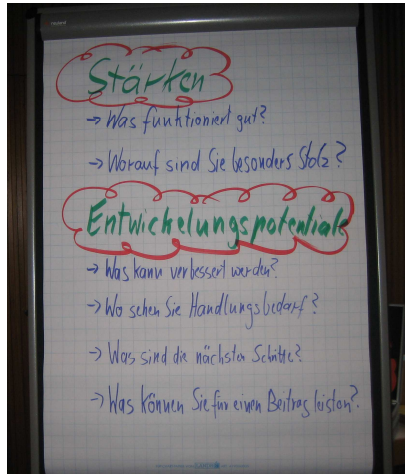 Stärken
→ Was funktioniert gut?
→ Worauf sind Sie besonders Stolz?
Entwickelungspotentiale
→ Was kann verbessert werden?
→ Wo sehen Sie Handlungsbedarf?
→ Was sind die nächsten Schritte?
→ Was können Sie für einen Beitrag leisten?